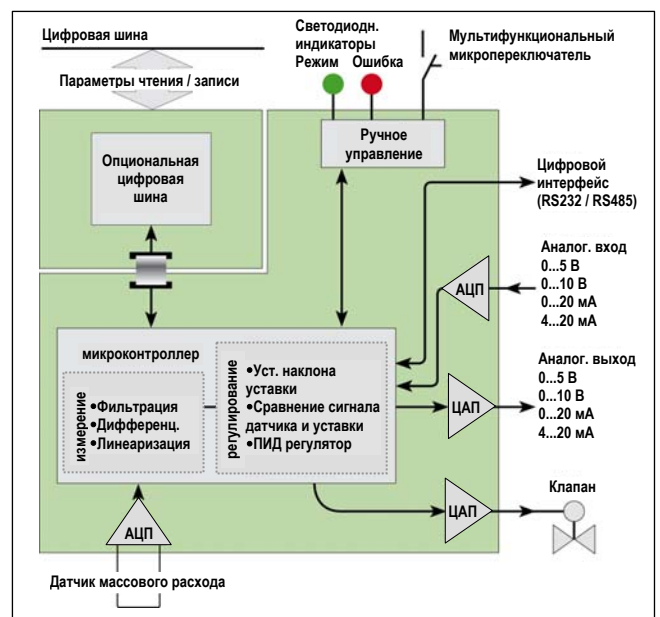 Цифровая шина
Параметры чтения / записи
Светодиодн.
индикаторы
Режим Ошибка
Мультифункциональный
микропереключатель
Опциональная
цифровая
шина
Ручное
управление
Цифровой
интерфейс
(RS232 / RS485)
Аналог. вход
0...5 В
0...10 В
0...20 мА
4...20 мА
АЦП
микроконтроллер
измерение
•Фильтрация
•Дифференц.
•Линеаризация
регулирование
•Уст. наклона
уставки
•Сравнение сигнала
датчика и уставки
•ПИД регулятор
ЦАП
Аналог. выход
0...5 В
0...10 В
0...20 мА
4...20 мА
ЦАП
Клапан
АЦП
Датчик массового расхода